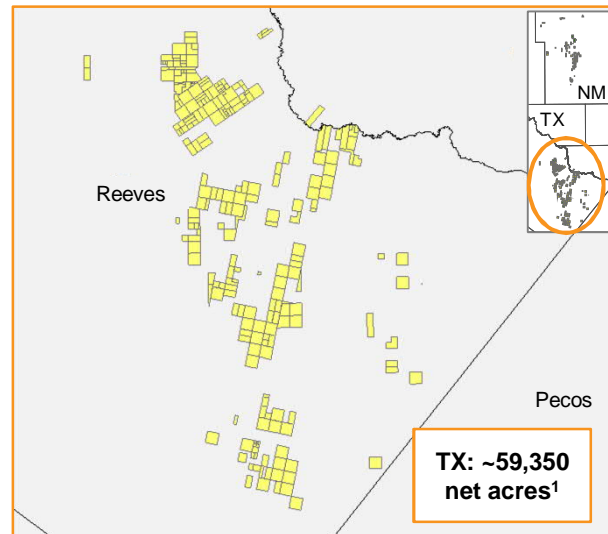 NM
TX
Reeves
Pecos
TX: ~59,350
net acres¹